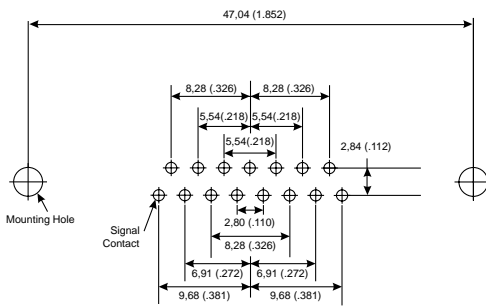 47,04 (1.852)
8,28 (.326) 8,28 (.326)
5,54(.218) 5,54(.218)
5,54(.218)
2,84 (.112)
Mounting Hole
Signal
Contact
2,80 (.110)
8,28 (.326)
6,91 (.272) 6,91 (.272)
9,68 (.381) 9,68 (.381)